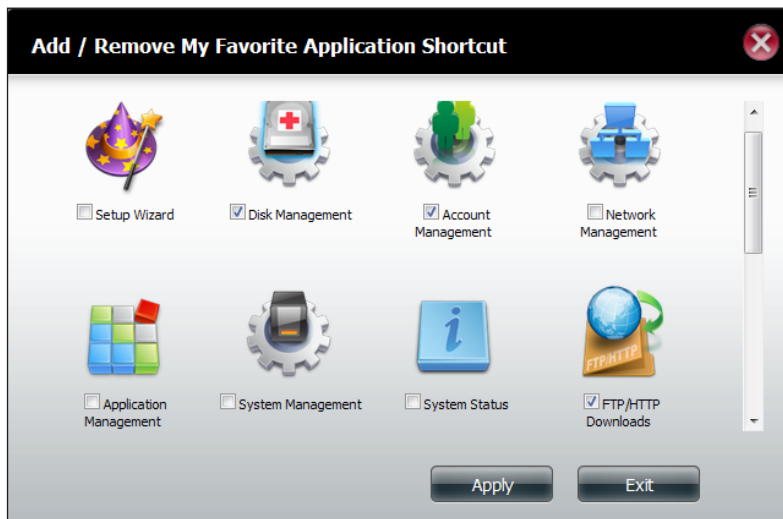 Add / Remove My Favorite Application Shortcut
Setup Wizard
Disk Management
Account
Management
Network
Management
FTP/HTTP
Application
Management
System Management
System Status
FTP/HTTP
Downloads
Apply
Exit